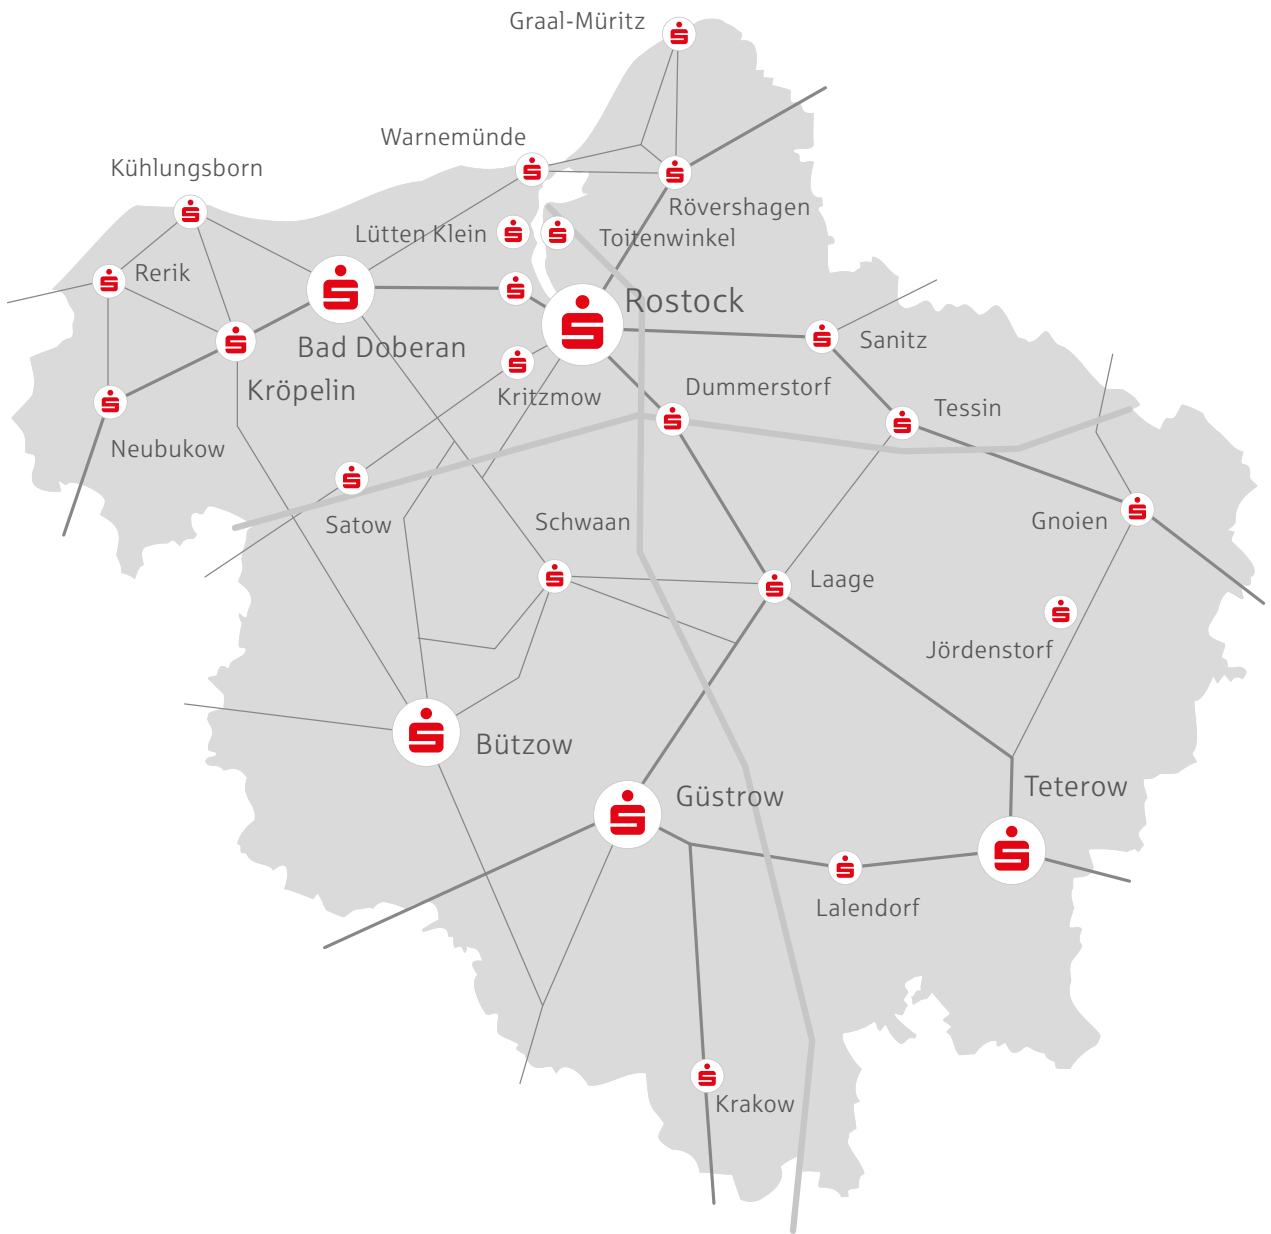 Graal-Müritz
Warnemünde
Kühlungsborn
Rövershagen
Lütten Klein
Toitenwinkel
Rerik
Rostock
Sanitz
Bad Doberan
Kröpelin
Kritzmow
Dummerstorf
Tessin
Neubukow
Satow
Schwaan
Gnoien
Laage
Jördenstorf
Bützow
Güstrow
Teterow
Lalendorf
Krakow